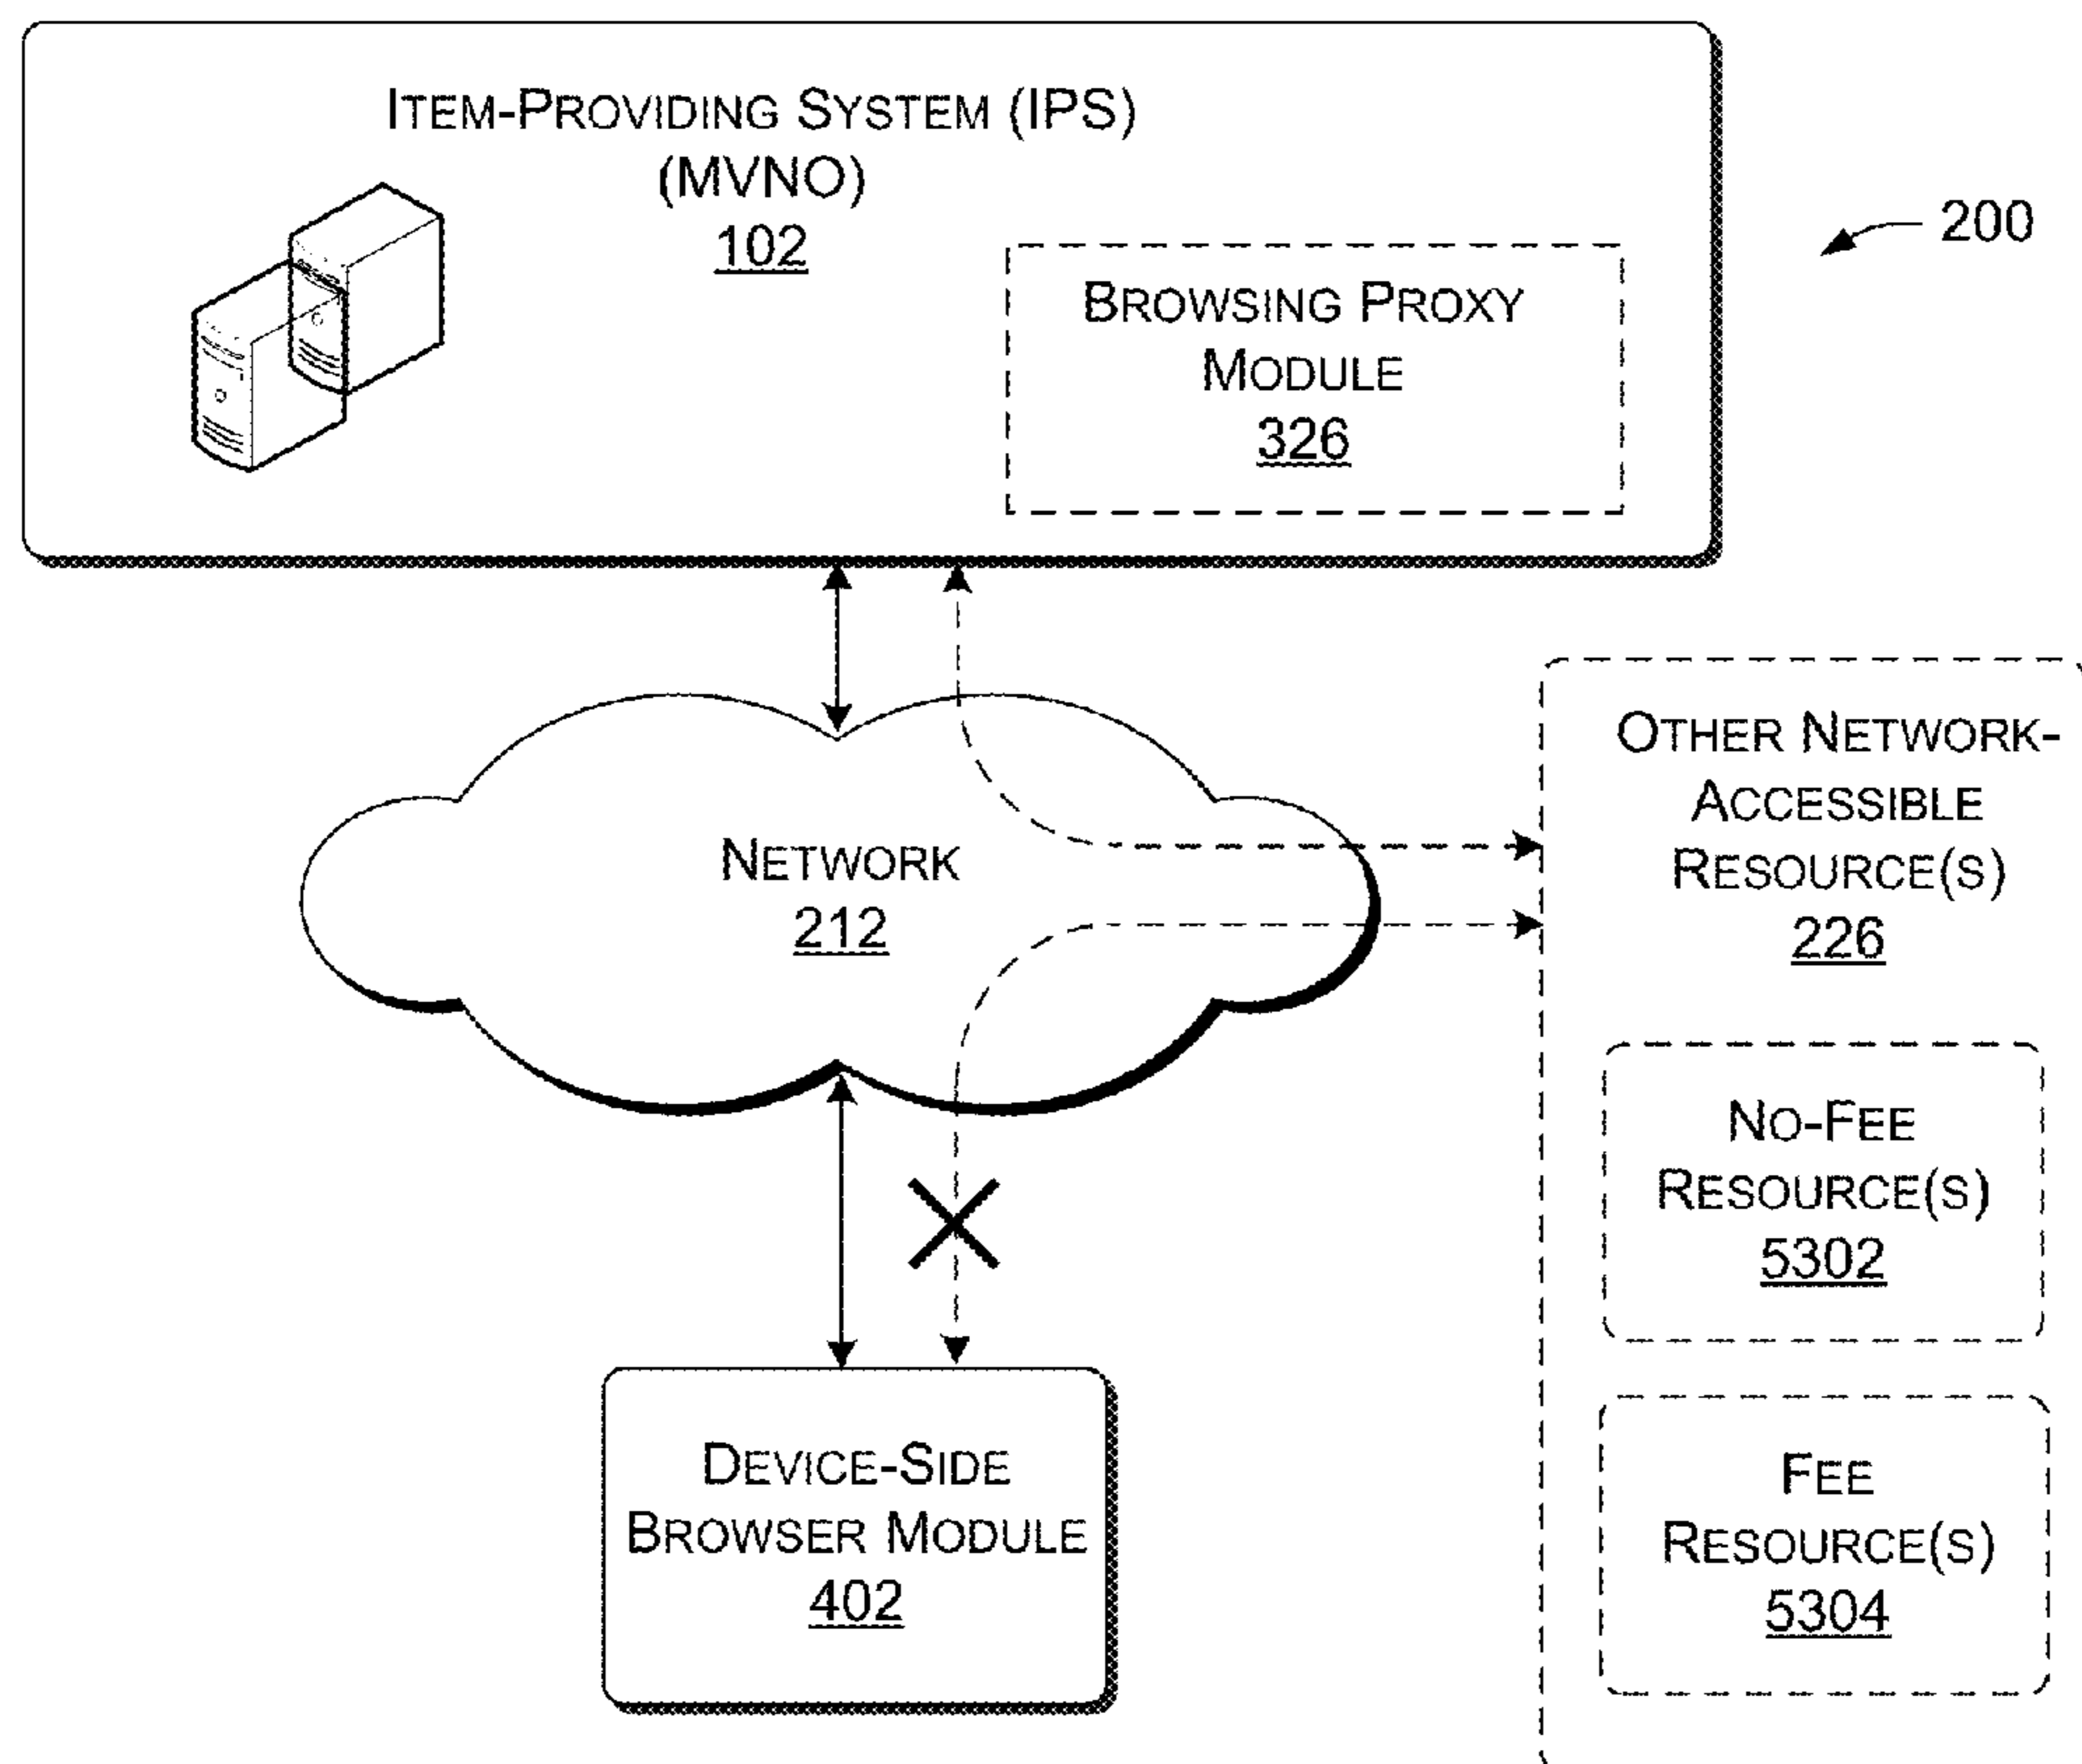 ITEM-PROVIDING SYSTEM (IPS)
(MVNO)
102
200
BROWSING PROXY
MODULE
326
OTHER NETWORK-
ACCESSIBLE
RESOURCE(S)
226
NETWORK
212
NO-FEE
RESOURCE(S)
5302
FEE
RESOURCE(S)
5304
DEVICE-SIDE
BROWSER MODULE
402